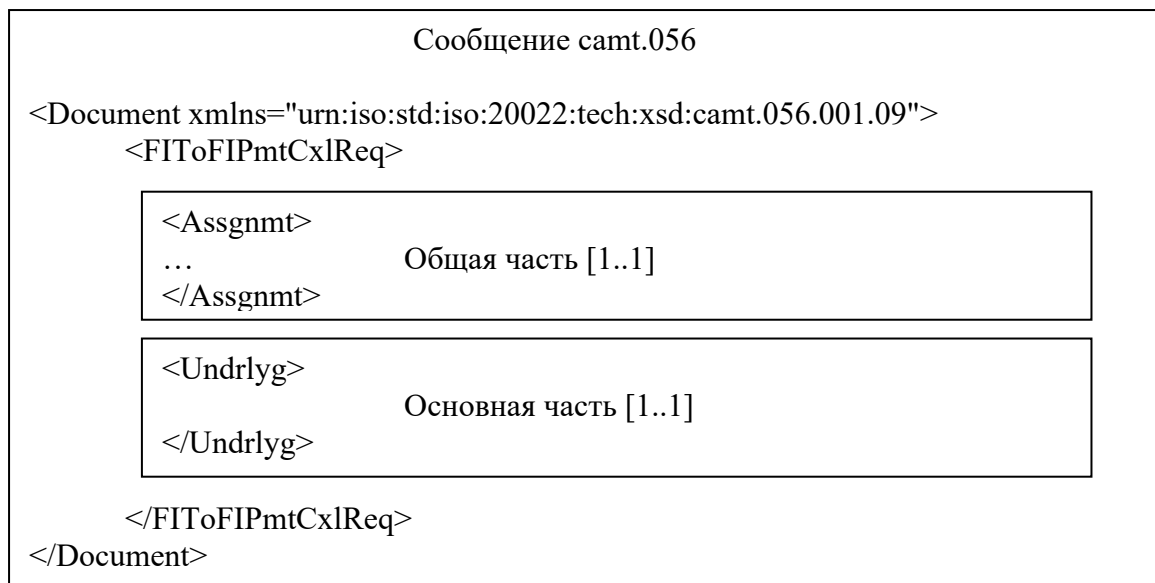 Сообщение camt.056
<Document xmlns="urn:iso:std:iso:20022:tech:xsd:camt.056.001.09">
<FIToFIPmtCxlReq>
<Assgnmt>
… Общая часть [1..1]
</Assgnmt>
<Undrlyg>
Основная часть [1..1]
</Undrlyg>
</FIToFIPmtCxlReq>
</Document>